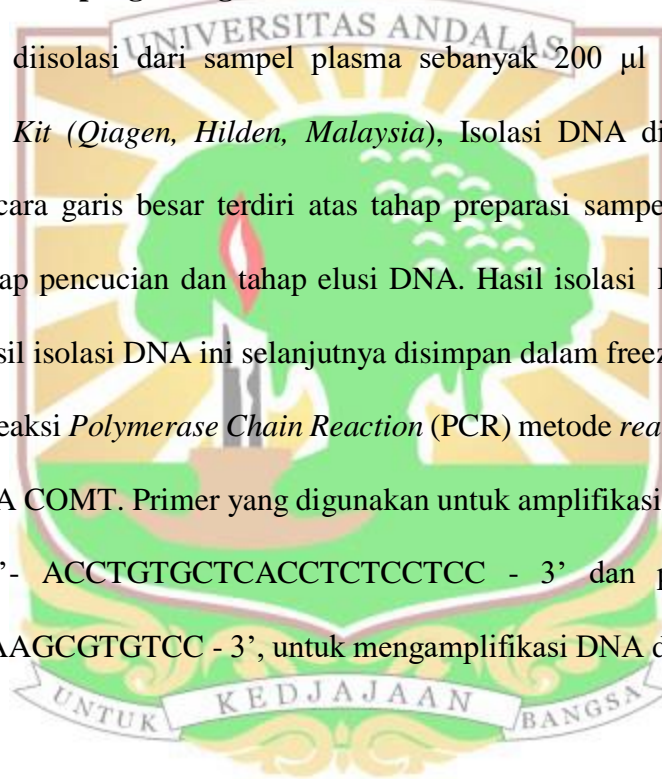 UNIVERSITAS ANDALAS
diisolasi dari sampel plasma sebanyak 200 µl
Kit (Qiagen, Hilden, Malaysia), Isolasi DNA di
cara garis besar terdiri atas tahap preparasi sampe
ap pencucian dan tahap elusi DNA. Hasil isolasi
sil isolasi DNA ini selanjutnya disimpan dalam freez
eaksi Polymerase Chain Reaction (PCR) metode rea
A COMT. Primer yang digunakan untuk amplifikasi
’- ACCTGTGCTCACCTCTCCTCC - 3’ dan p
AAGCGTGTCC - 3’, untuk mengamplifikasi DNA d
UNTUK KEDJAJAAN BANGSA